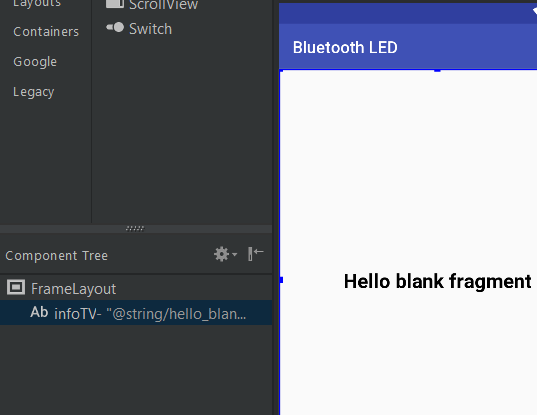 Layouts
Containers
Google
Legacy
ScrollView
Switch
Component Tree
FrameLayout
Ab infoTV- "@string/hello_blan...
Bluetooth LED
Hello blank fragment